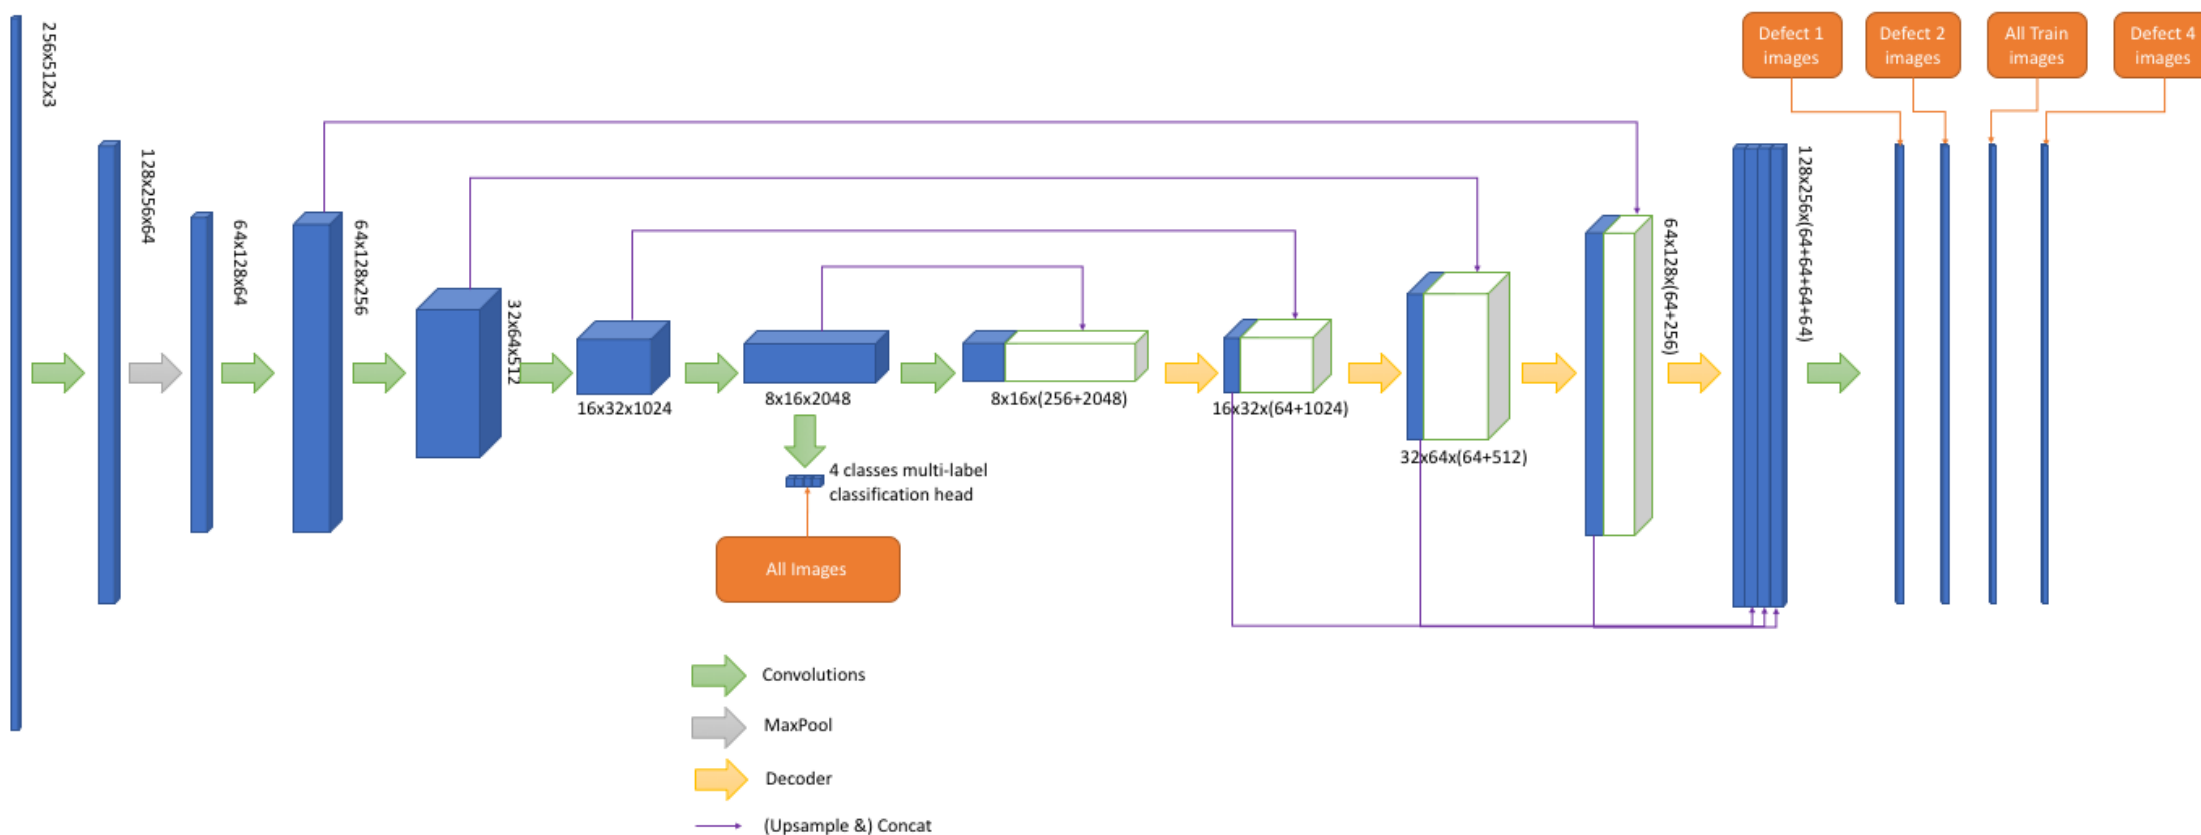 256x512x3
128x256x64
64x128x64
64x128x256
32x64x512
16x32x1024
8x16x2048
4 classes multi-label
classification head
All Images
8x16x(256+2048)
16x32x(64+1024)
32x64x(64+512)
64x128x(64+256)
128x256x(64+64+64+64)
Defect 1
images
Defect 2
images
All Train
images
Defect 4
images
Convolutions
MaxPool
Decoder
(Upsample &) Concat